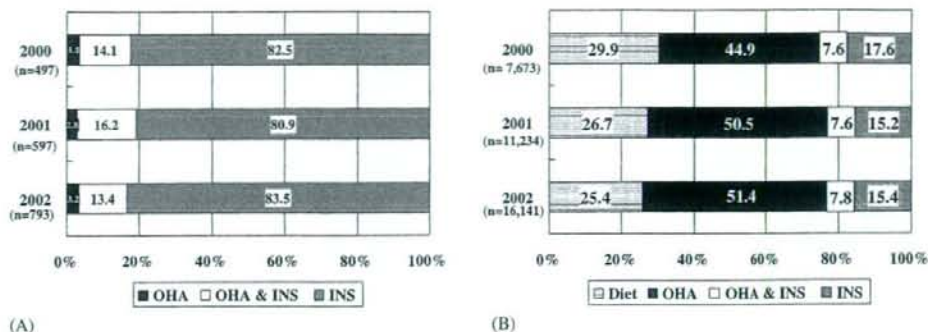 2000
(n=497)
14.1
82.5
2001
(n=597)
16.2
80.9
2002
(n=793)
3.2
13.4
83.5
0% 20% 40% 60% 80% 100%
OHA OHA & INS INS
(A)
2000
(n= 7,673)
29.9
44.9
7.6
17.6
2001
(n=11,234)
26.7
50.5
7.6
15.2
2002
(n=16,141)
25.4
51.4
7.8
15.4
0% 20% 40% 60% 80% 100%
Diet OHA OHA & INS INS
(B)